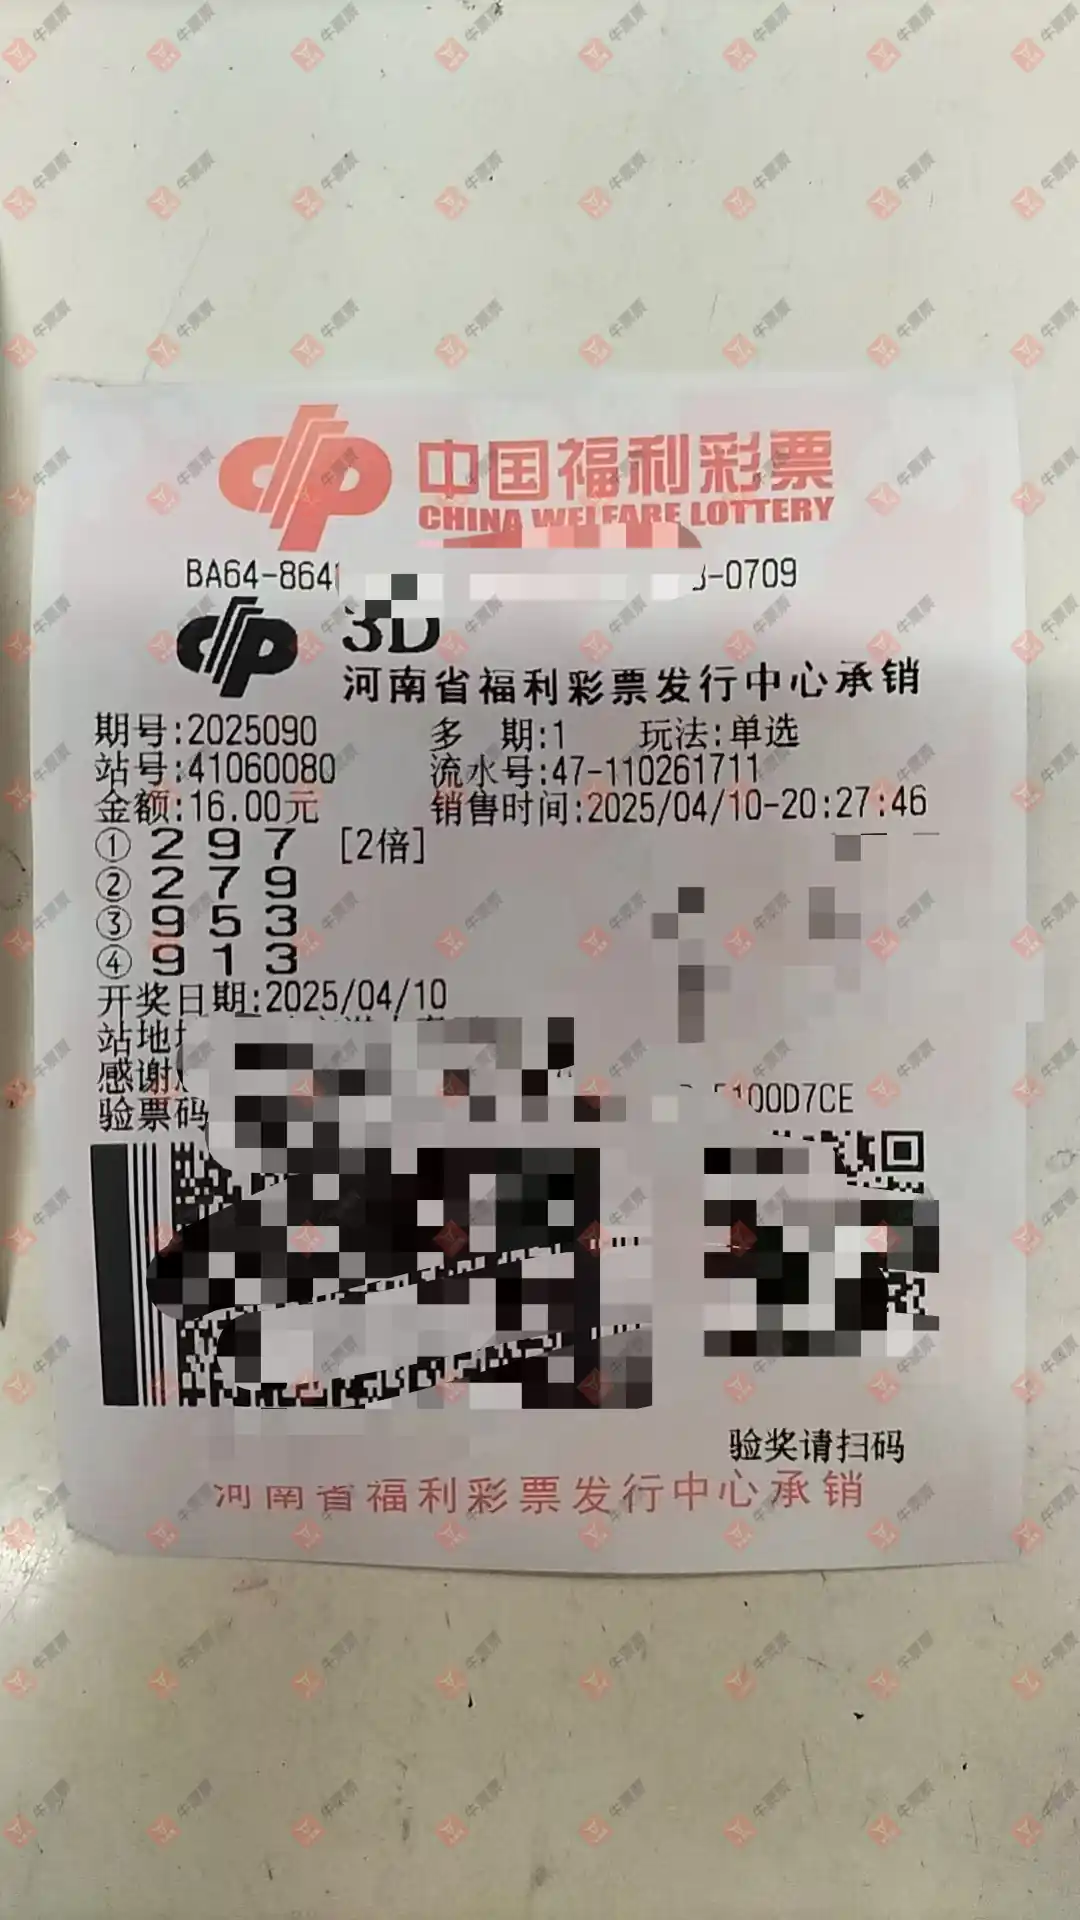 中国福利彩票
CHINA WELFARE LOTTERY
BA64-864 -0709
3D
河南省福利彩票发行中心承销
期号:2025090 多 期:1 玩法:单选
站号:41060080 流水号:47-110261711
金额:16.00元 销售时间:2025/04/10-20:27:46
① 2 9 7 [2倍]
② 2 7 9
③ 9 5 3
④ 9 1 3
开奖日期:2025/04/10
站地
感谢
验票码 100D7CE
验奖请扫码
河南省福利彩票发行中心承销
牛票票